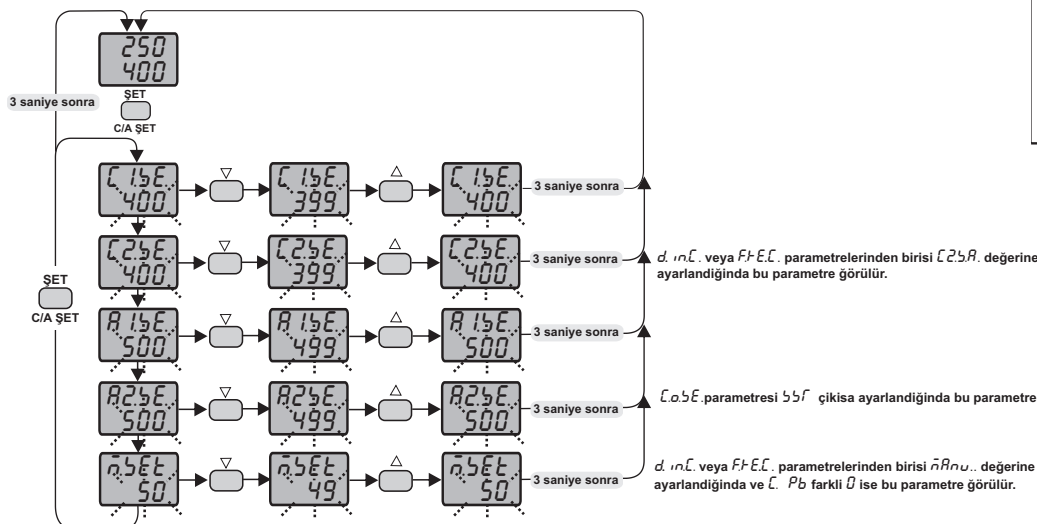 250
400
3 saniye sonra
ŞET
C/A ŞET
C1.SE.
400
▽
C1.SE.
399
△
C1.SE.
400
3 saniye sonra
C2.SE.
400
▽
C2.SE.
399
△
C2.SE.
400
3 saniye sonra
d. in.C. veya F.tE.C. parametrelerinden birisi C2.S.A. değerine
ayarlandiğinda bu parametre görülür.
ŞET
C/A ŞET
A1.SE.
500
▽
A1.SE.
499
△
A1.SE.
500
3 saniye sonra
A2.SE.
500
▽
A2.SE.
499
△
A2.SE.
500
3 saniye sonra
C.o.SE.parametresi SSr çikisa ayarlandiğinda bu parametre
ñ.SEt
50
▽
ñ.SEt
49
△
ñ.SEt
50
3 saniye sonra
d. in.C. veya F.tE.C. parametrelerinden birisi ñAnu.. değerine
ayarlandiğinda ve C. Pb farkli 0 ise bu parametre görülür.